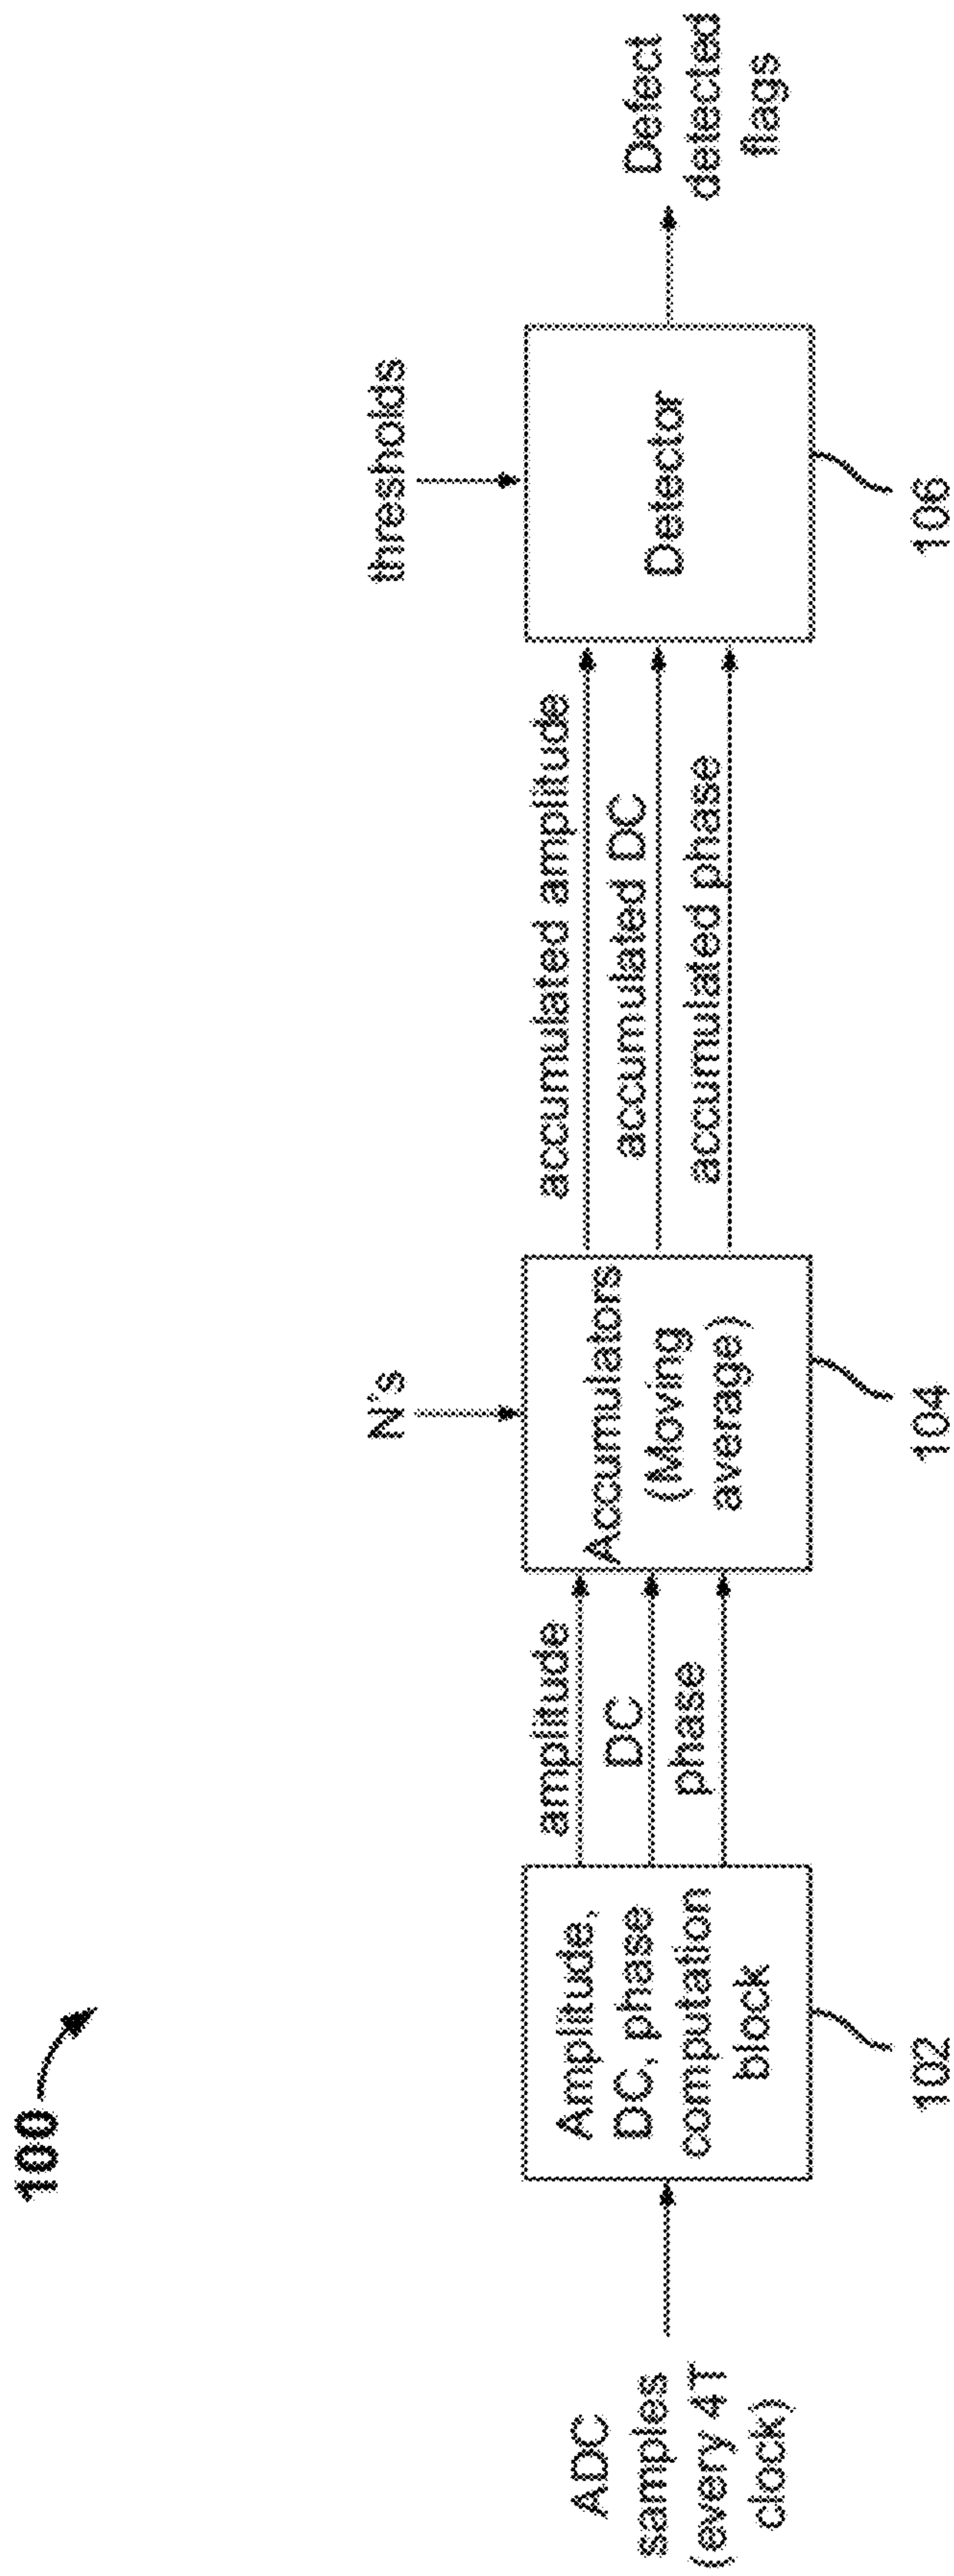 100
ADC
samples
(every 4T
clock)
Amplitude,
DC, phase
computation
block
102
amplitude
DC
phase
N's
Accumulators
(Moving
average)
104
accumulated amplitude
accumulated DC
accumulated phase
thresholds
Detector
106
Defect
detected
flags